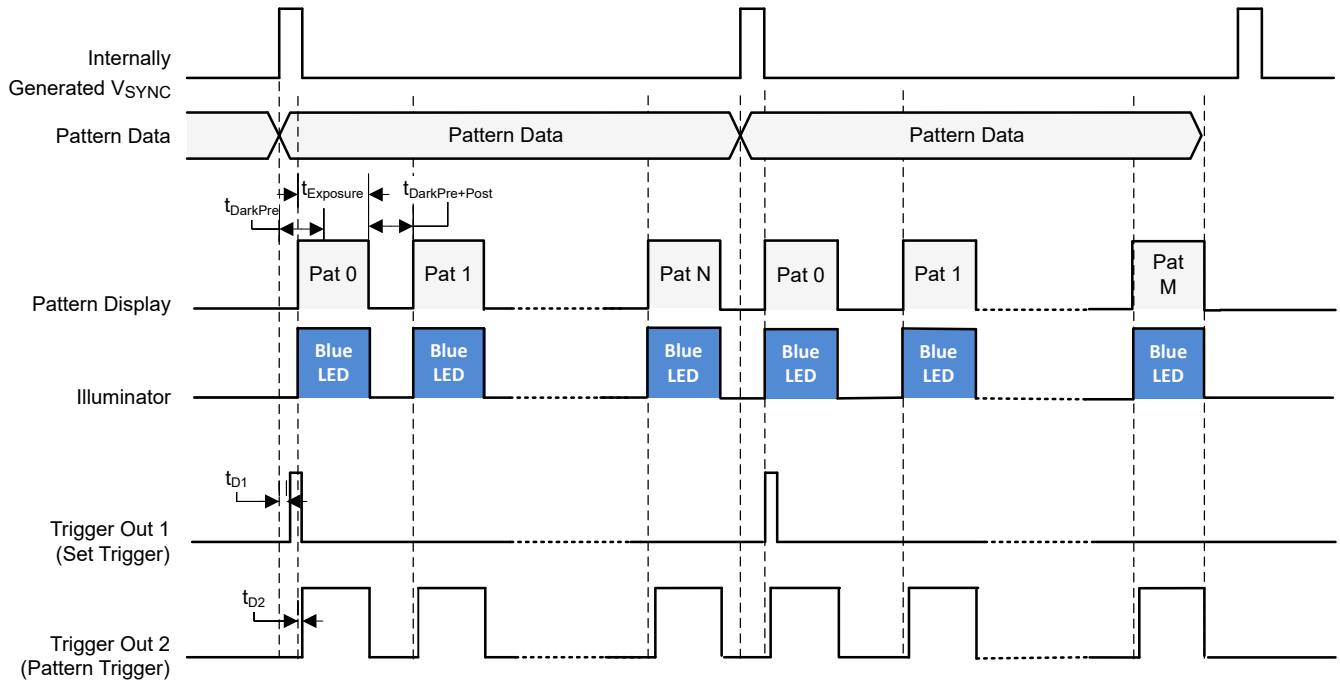 Internally
Generated VSYNC
Pattern Data
Pattern Data
Pattern Data
tExposure
tDarkPre+Post
tDarkPre
Pat 0
Pat 1
Pat N
Pat 0
Pat 1
Pat
M
Pattern Display
Blue
LED
Blue
LED
Blue
LED
Blue
LED
Blue
LED
Blue
LED
Illuminator
tD1
Trigger Out 1
(Set Trigger)
tD2
Trigger Out 2
(Pattern Trigger)